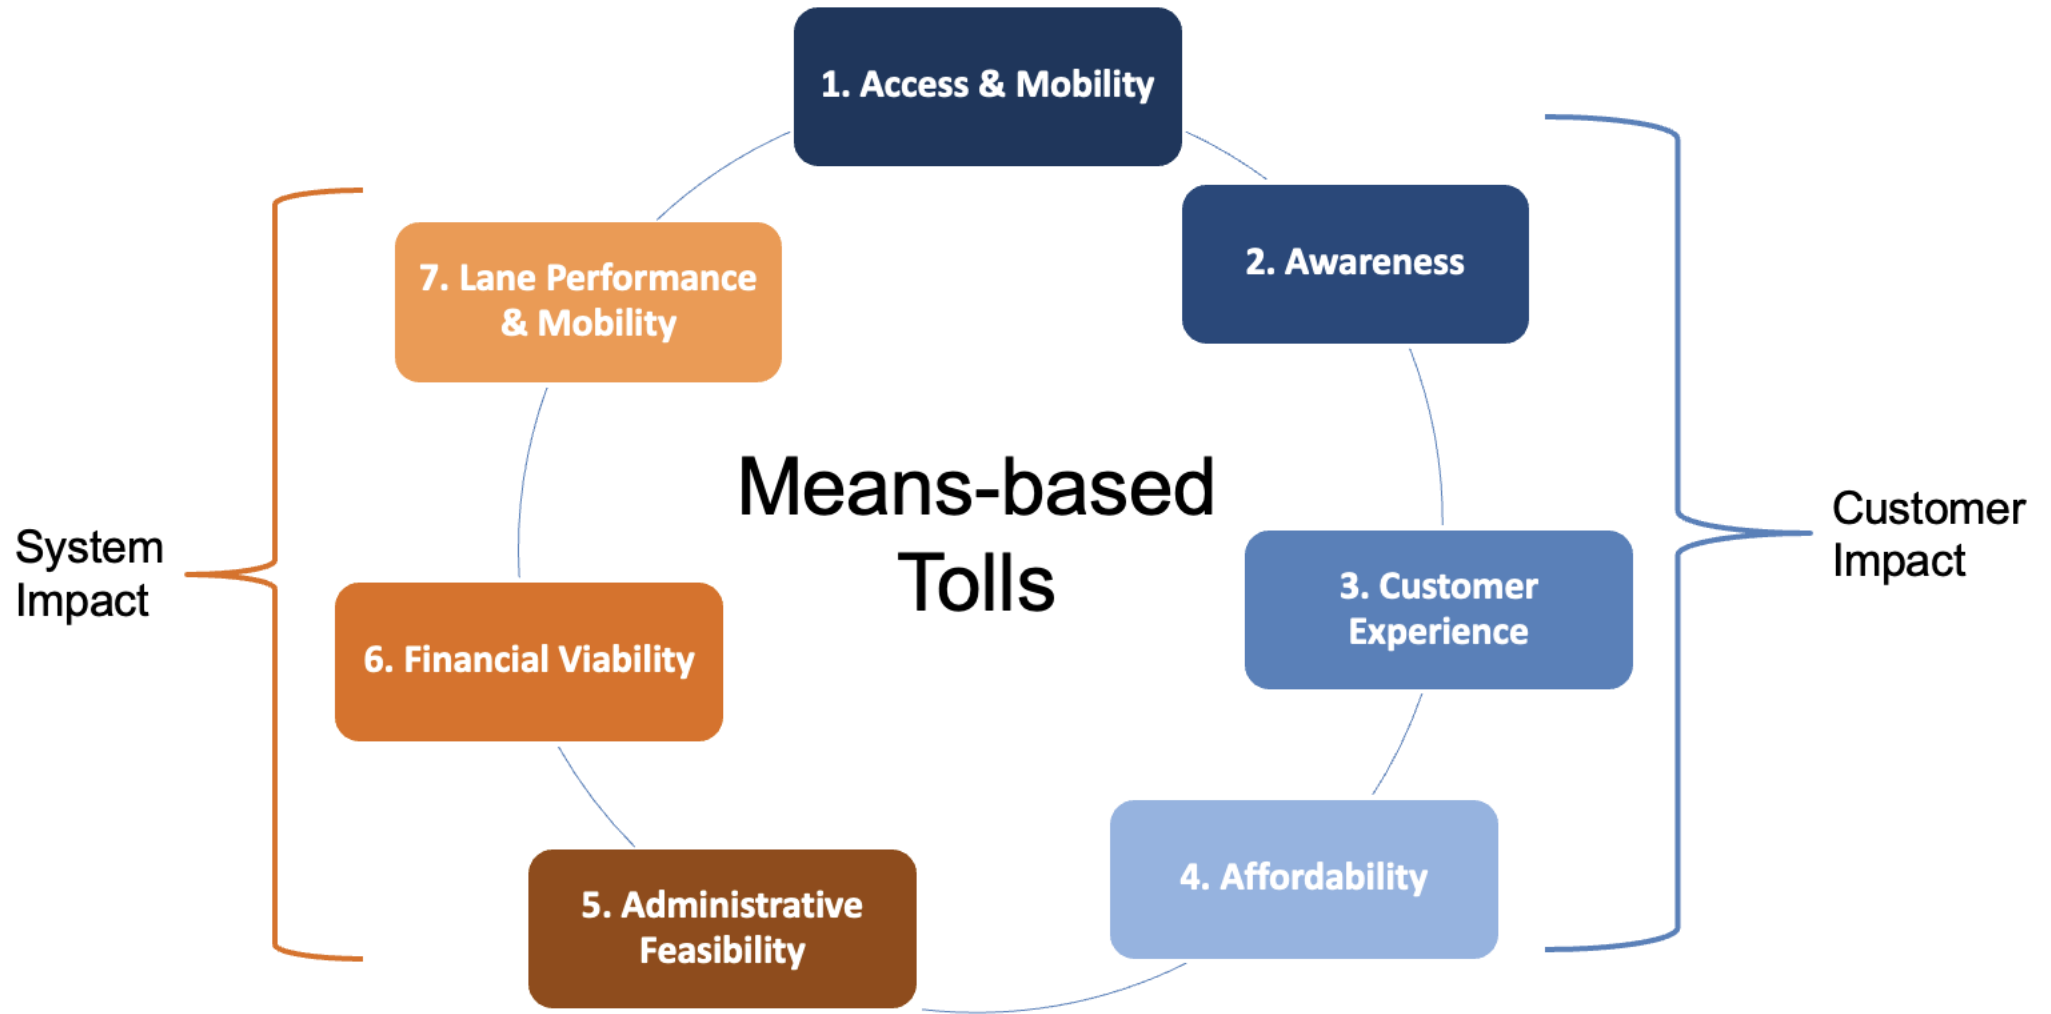 1. Access & Mobility
2. Awareness
3. Customer
Experience
4. Affordability
5. Administrative
Feasibility
6. Financial Viability
7. Lane Performance
& Mobility
Means-based
Tolls
System
Impact
Customer
Impact